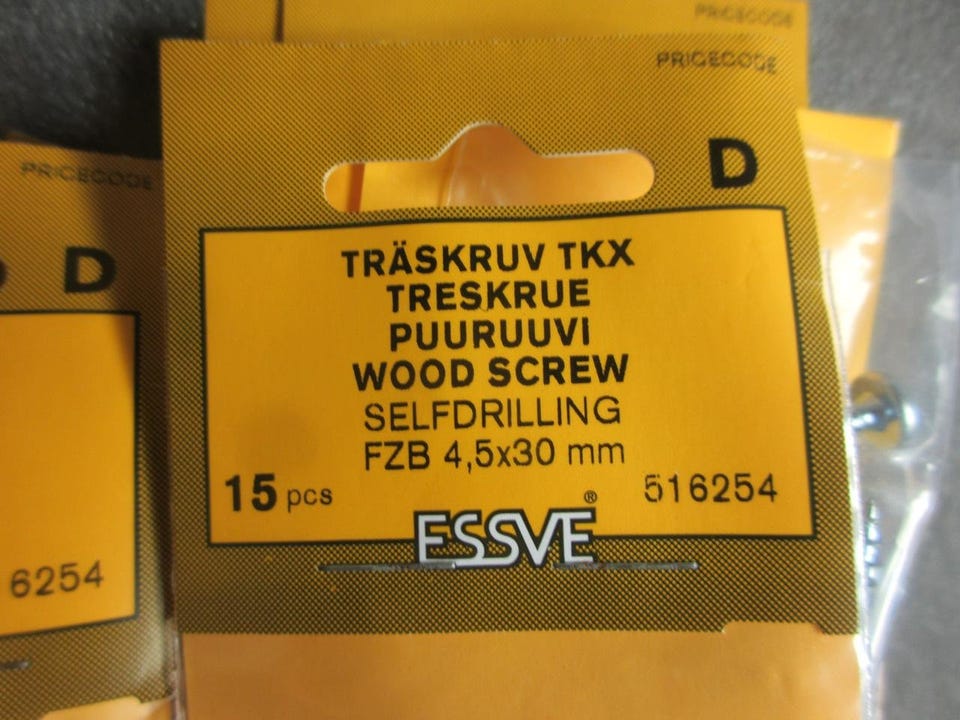 PRICECODE
PRICECODE
D
TRÄSKRUV TKX
TRESKRUE
PUURUUVI
WOOD SCREW
SELFDRILLING
FZB 4,5x30 mm
15 pcs
516254
ESSVE®
PRICECODE
D
6254